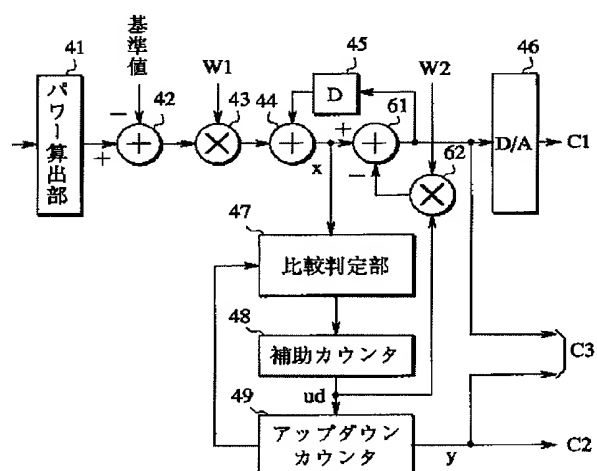 41
基準値
パワー算出部
−
+
42
W1
43
44
45
D
x
+
61
−
W2
62
46
D/A
C1
47
比較判定部
48
補助カウンタ
ud
49
アップダウン
カウンタ
y
C3
C2